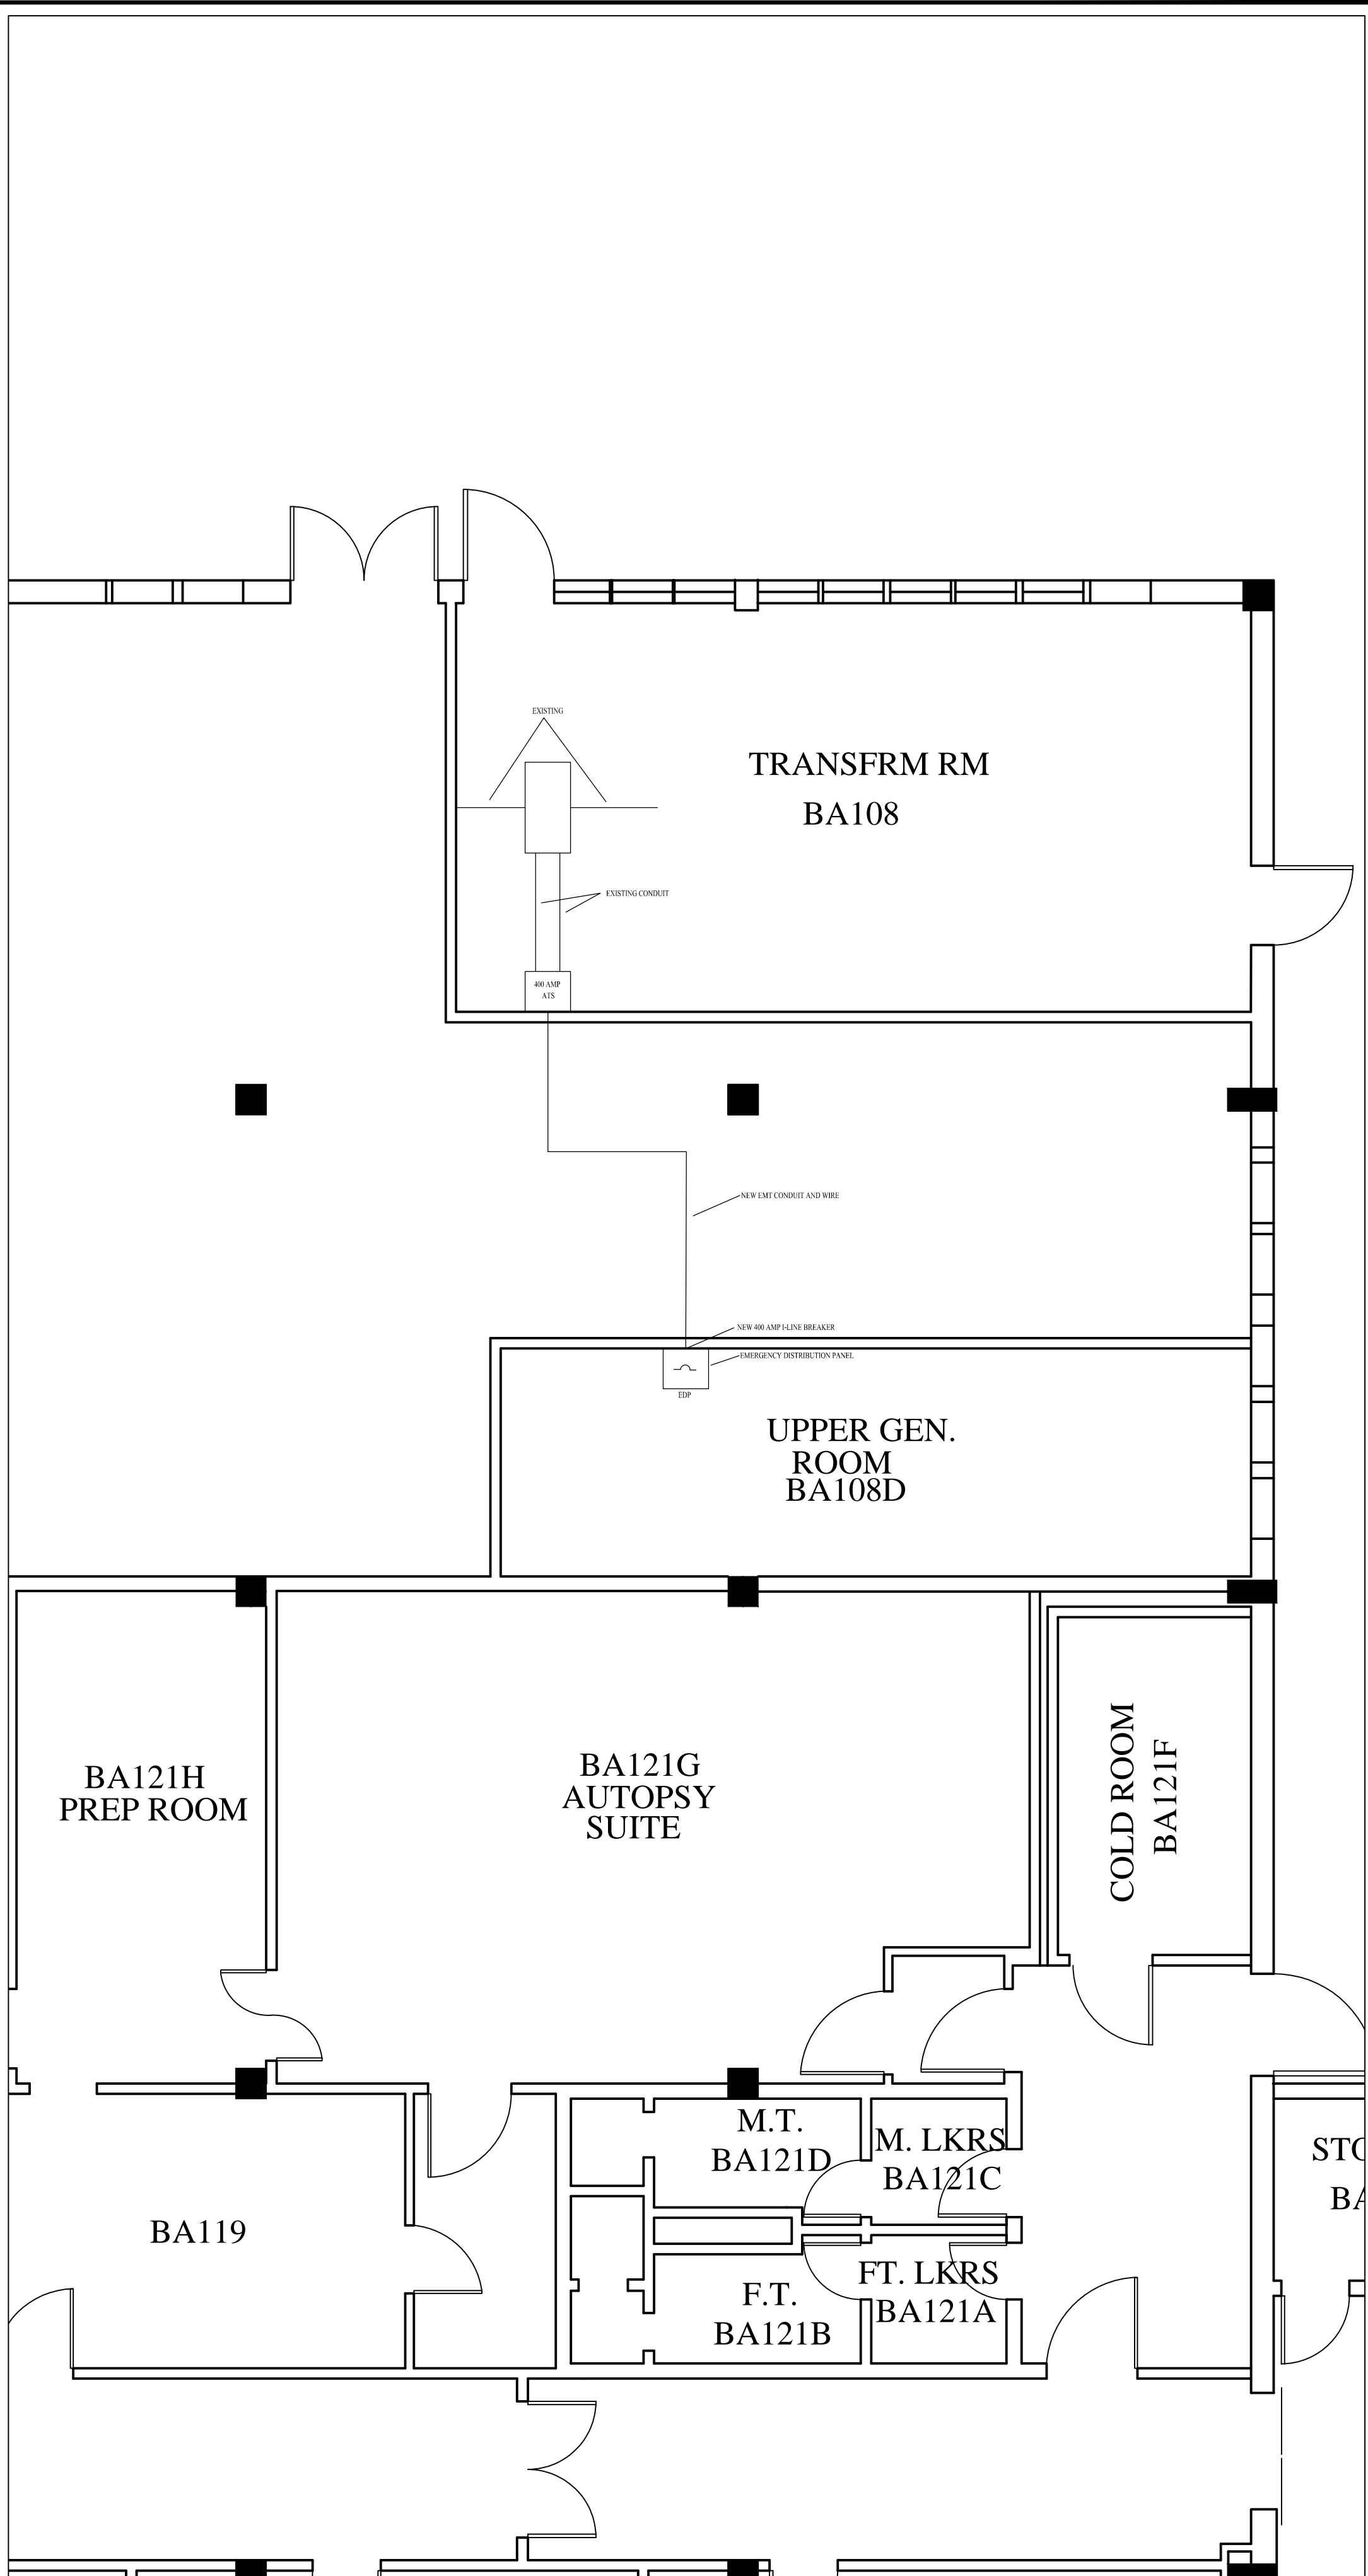 EXISTING
TRANSFRM RM
BA108
EXISTING CONDUIT
400 AMP
ATS
NEW EMT CONDUIT AND WIRE
NEW 400 AMP I-LINE BREAKER
EMERGENCY DISTRIBUTION PANEL
EDP
UPPER GEN.
ROOM
BA108D
BA121H
PREP ROOM
BA121G
AUTOPSY
SUITE
COLD ROOM
BA121F
M.T.
BA121D
M. LKRS
BA121C
BA119
F.T.
BA121B
FT. LKRS
BA121A